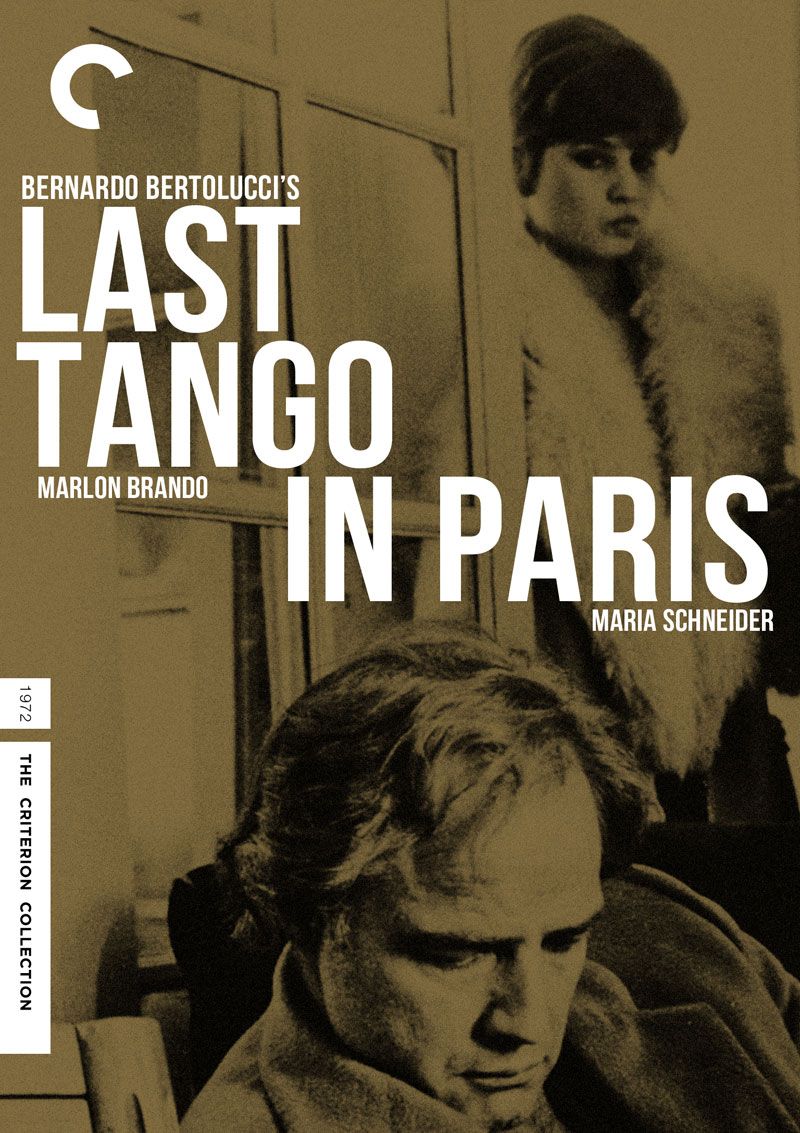 BERNARDO BERTOLUCCI'S
LAST
TANGO
MARLON BRANDO
IN PARIS
MARIA SCHNEIDER
1972
THE CRITERION COLLECTION